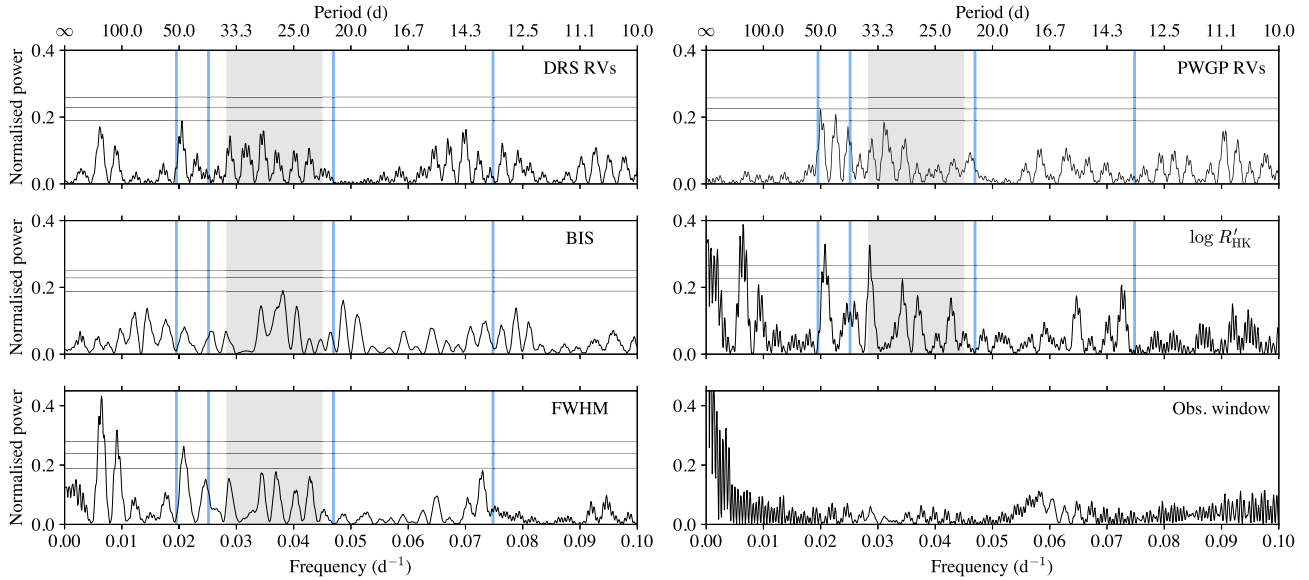 Period (d)
∞ 100.0 50.0 33.3 25.0 20.0 16.7 14.3 12.5 11.1 10.0
Period (d)
∞ 100.0 50.0 33.3 25.0 20.0 16.7 14.3 12.5 11.1 10.0
Normalised power
0.4
0.2
0.0
DRS RVs
PWGP RVs
0.4
0.2
0.0
Normalised power
0.4
0.2
0.0
BIS
log R′HK
0.4
0.2
0.0
Normalised power
0.4
0.2
0.0
FWHM
Obs. window
0.4
0.2
0.0
0.00 0.01 0.02 0.03 0.04 0.05 0.06 0.07 0.08 0.09 0.10
Frequency (d⁻¹)
0.00 0.01 0.02 0.03 0.04 0.05 0.06 0.07 0.08 0.09 0.10
Frequency (d⁻¹)